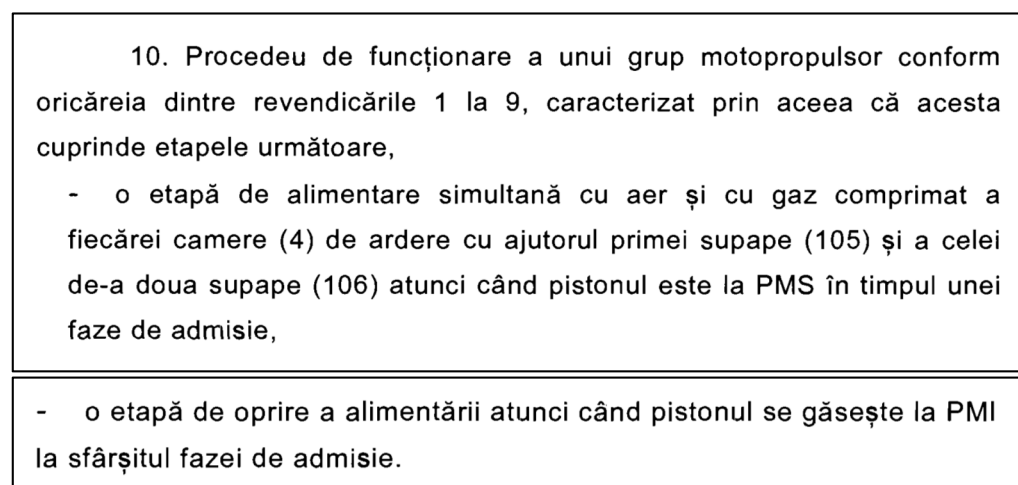 10. Procedeu de funcționare a unui grup motopropulsor conform
oricăreia dintre revendicările 1 la 9, caracterizat prin aceea că acesta
cuprinde etapele următoare,
- o etapă de alimentare simultană cu aer și cu gaz comprimat a
fiecărei camere (4) de ardere cu ajutorul primei supape (105) și a celei
de-a doua supape (106) atunci când pistonul este la PMS în timpul unei
faze de admisie,
- o etapă de oprire a alimentării atunci când pistonul se găsește la PMI
la sfârșitul fazei de admisie.